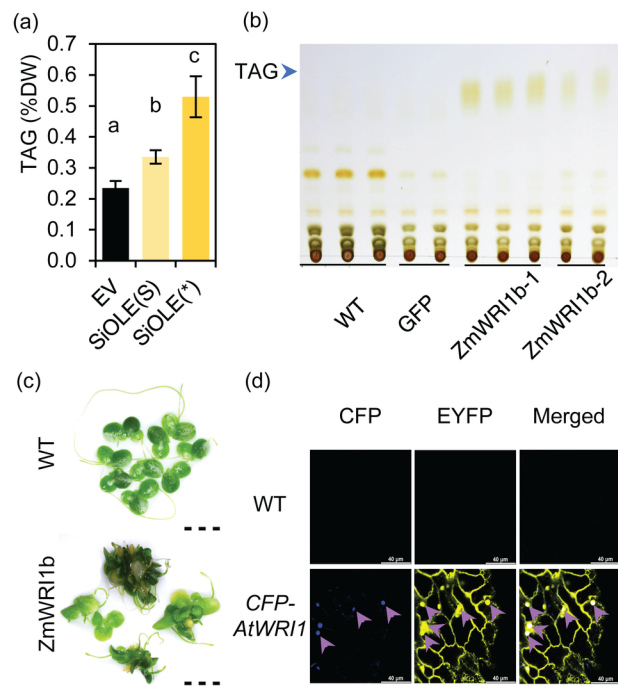 (a)
TAG (%DW)
0.7
0.6
0.5
0.4
0.3
0.2
0.1
0.0
a
b
c
EV
SiOLE(S)
SiOLE(*)
(b)
TAG
WT
GFP
ZmWRI1b-1
ZmWRI1b-2
(c)
WT
ZmWRI1b
(d)
CFP
EYFP
Merged
WT
40 µm
40 µm
40 µm
CFP-
AtWRI1
40 µm
40 µm
40 µm